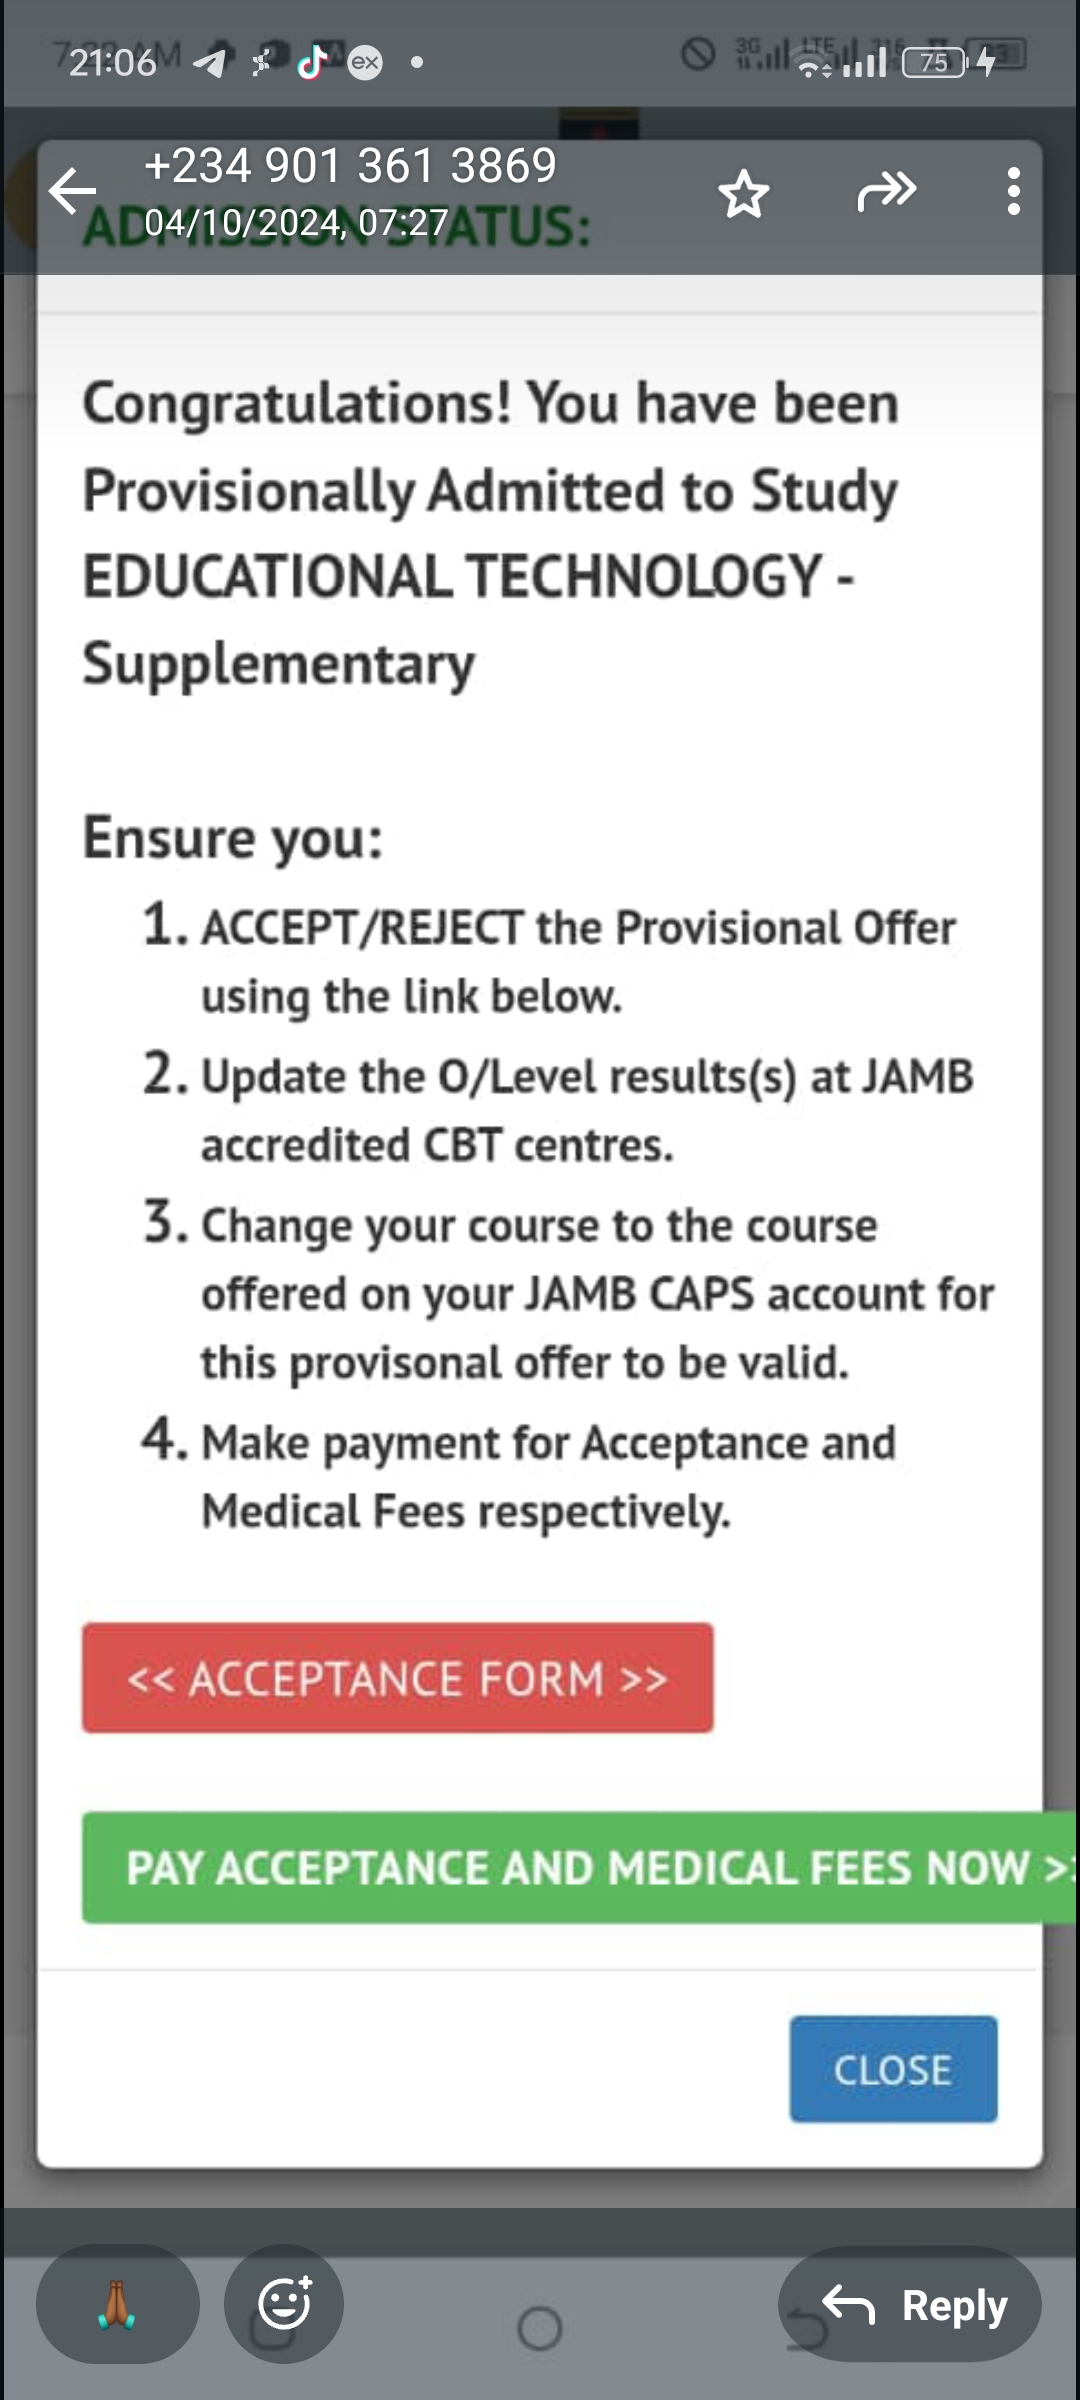 21:06
ex
75
+234 901 361 3869
04/10/2024, 07:27
ADMISSION STATUS:
Congratulations! You have been
Provisionally Admitted to Study
EDUCATIONAL TECHNOLOGY -
Supplementary
Ensure you:
1. ACCEPT/REJECT the Provisional Offer
using the link below.
2. Update the O/Level results(s) at JAMB
accredited CBT centres.
3. Change your course to the course
offered on your JAMB CAPS account for
this provisonal offer to be valid.
4. Make payment for Acceptance and
Medical Fees respectively.
<< ACCEPTANCE FORM >>
PAY ACCEPTANCE AND MEDICAL FEES NOW >>
CLOSE
Reply